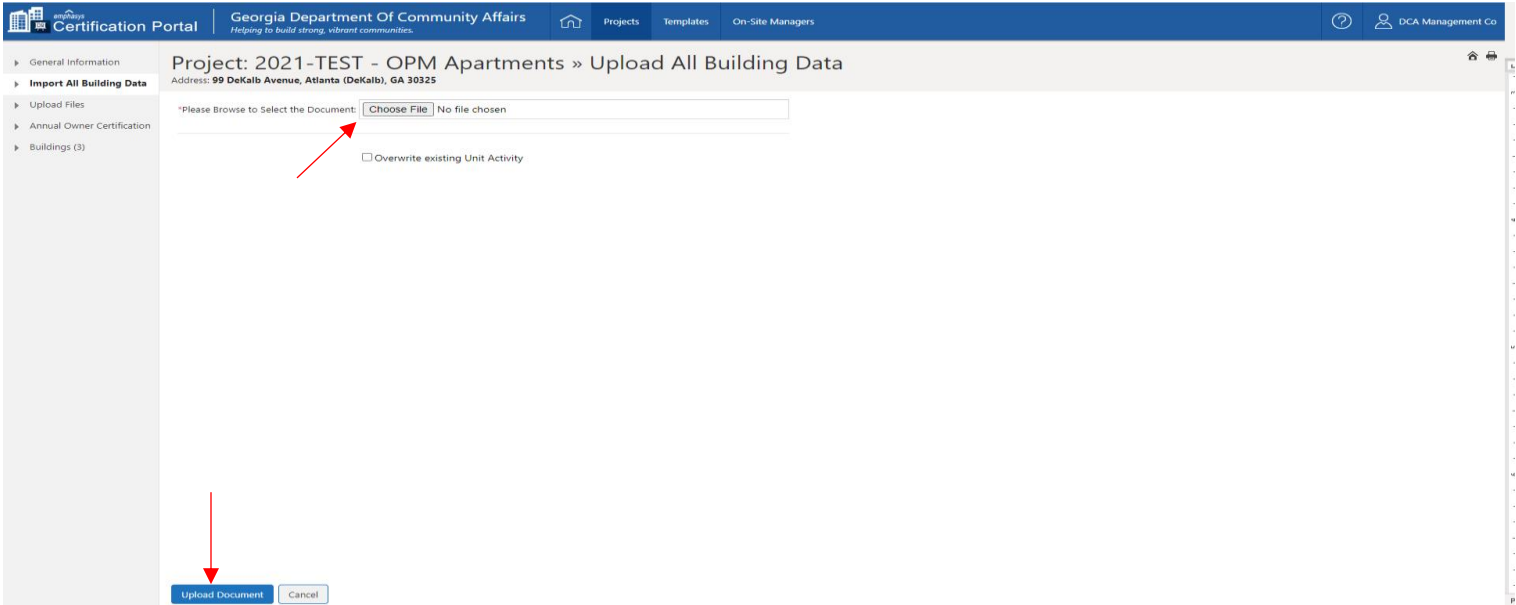 emphasys
Certification Portal
Georgia Department Of Community Affairs
Helping to build strong, vibrant communities.
Projects
Templates
On-Site Managers
DCA Management Co
General Information
Import All Building Data
Upload Files
Annual Owner Certification
Buildings (3)
Project: 2021-TEST - OPM Apartments » Upload All Building Data
Address: 99 DeKalb Avenue, Atlanta (DeKalb), GA 30325
*Please Browse to Select the Document: Choose File No file chosen
Overwrite existing Unit Activity
Upload Document Cancel